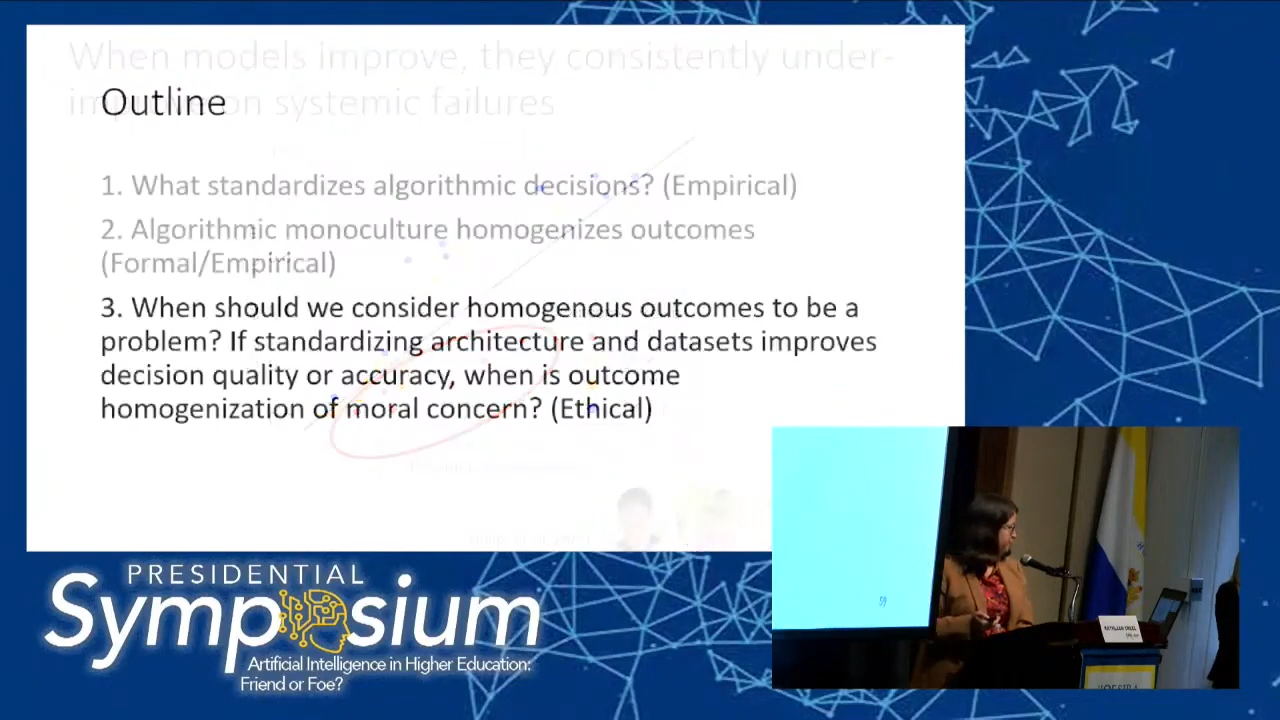 When models improve, they consistently under-
systemic failures
Outline
1. What standardizes algorithmic decisions? (Empirical)
2. Algorithmic monoculture homogenizes outcomes
(Formal/Empirical)
3. When should we consider homogenous outcomes to be a
problem? If standardizing architecture and datasets improves
decision quality or accuracy, when is outcome
homogenization of moral concern? (Ethical)
59
PRESIDENTIAL
Symposium
Artificial Intelligence in Higher Education:
Friend or Foe?